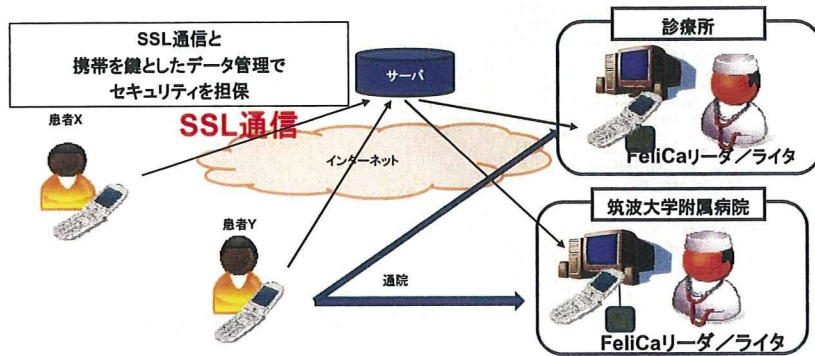 SSL通信と
携帯を鍵としたデータ管理で
セキュリティを担保
サーバ
診療所
患者X
SSL通信
インターネット
FeliCaリーダ／ライタ
筑波大学附属病院
患者Y
通院
FeliCaリーダ／ライタ